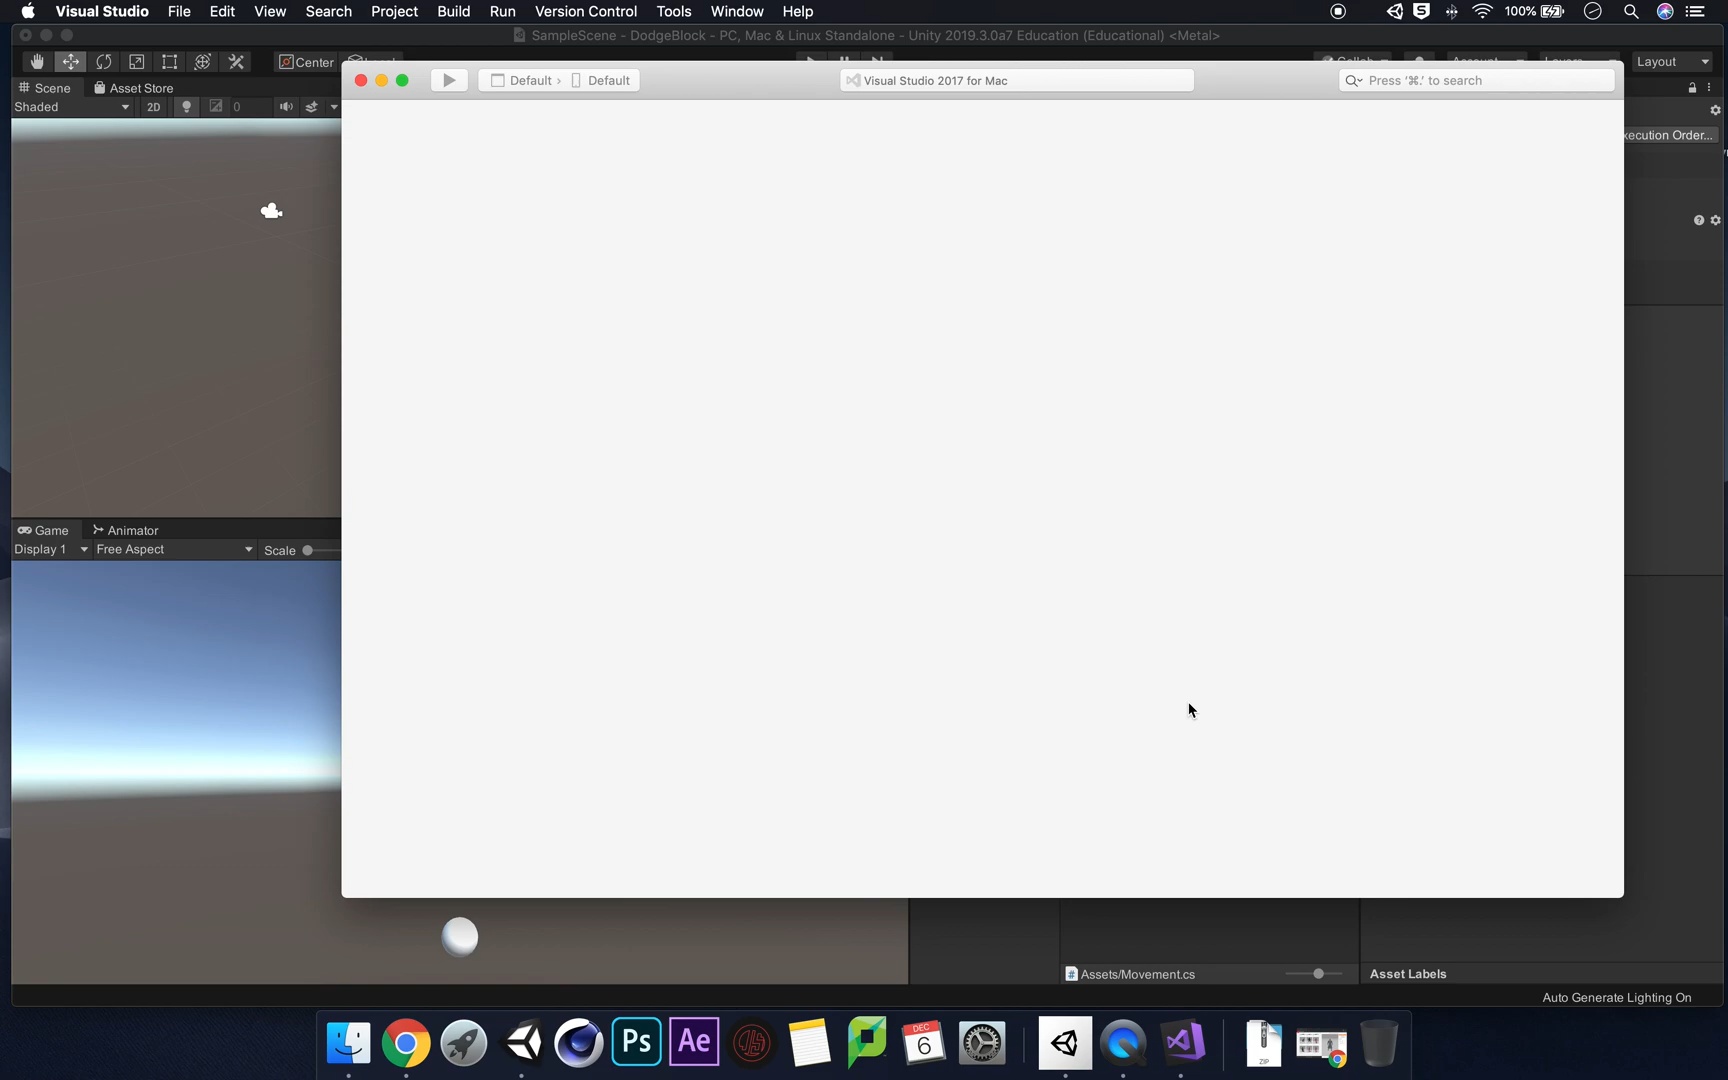 Visual Studio File Edit View Search Project Build Run Version Control Tools Window Help
100%
SampleScene - DodgeBlock - PC, Mac & Linux Standalone - Unity 2019.3.0a7 Education (Educational) <Metal>
Center
Layout
Default › Default
Visual Studio 2017 for Mac
Press '⌘.' to search
Scene Asset Store
Shaded 2D 0
xecution Order...
Game Animator
Display 1 Free Aspect Scale
Assets/Movement.cs
Asset Labels
Auto Generate Lighting On
Ps Ae
DEC
6
ZIP